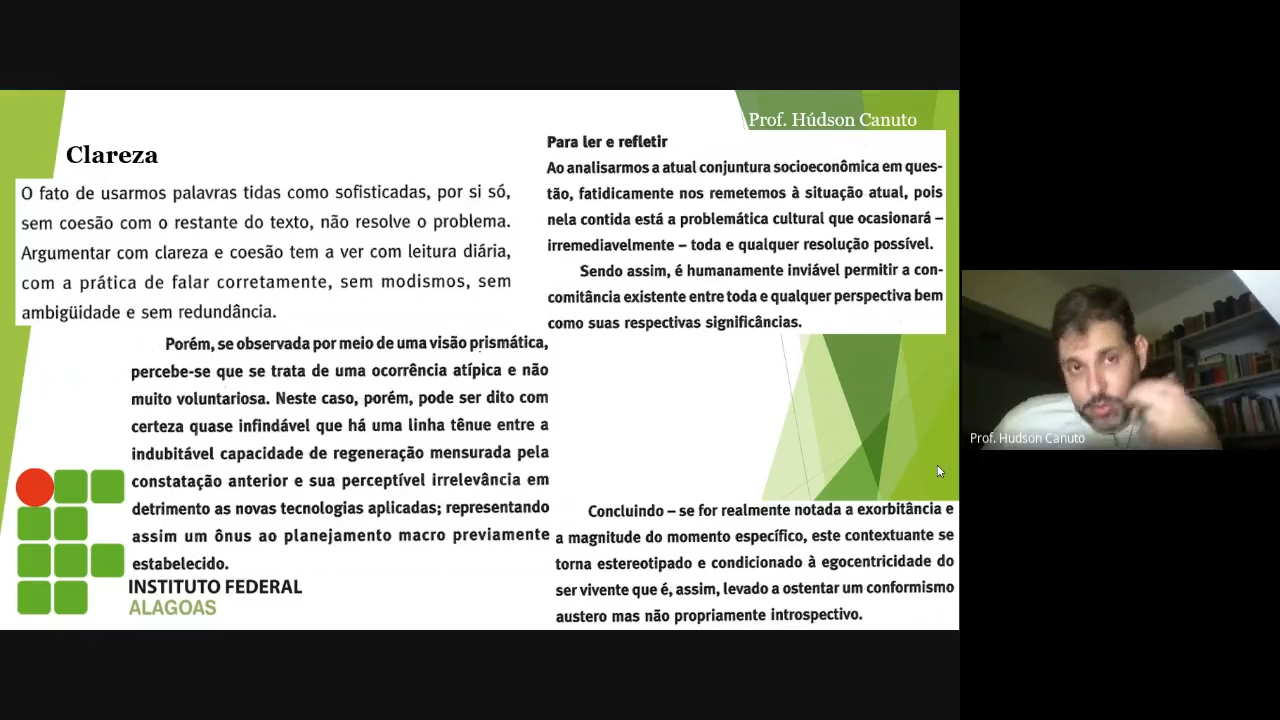 Prof. Húdson Canuto
Clareza
O fato de usarmos palavras tidas como sofisticadas, por si só,
sem coesão com o restante do texto, não resolve o problema.
Argumentar com clareza e coesão tem a ver com leitura diária,
com a prática de falar corretamente, sem modismos, sem
ambigüidade e sem redundância.
Para ler e refletir
Ao analisarmos a atual conjuntura socioeconômica em ques-
tão, fatidicamente nos remetemos à situação atual, pois
nela contida está a problemática cultural que ocasionará –
irremediavelmente – toda e qualquer resolução possível.
Sendo assim, é humanamente inviável permitir a con-
comitância existente entre toda e qualquer perspectiva bem
como suas respectivas significâncias.
Porém, se observada por meio de uma visão prismática,
percebe-se que se trata de uma ocorrência atípica e não
muito voluntariosa. Neste caso, porém, pode ser dito com
certeza quase infindável que há uma linha tênue entre a
indubitável capacidade de regeneração mensurada pela
constatação anterior e sua perceptível irrelevância em
detrimento as novas tecnologias aplicadas; representando
assim um ônus ao planejamento macro previamente
estabelecido.
Concluindo – se for realmente notada a exorbitância e
a magnitude do momento específico, este contextuante se
torna estereotipado e condicionado à egocentricidade do
ser vivente que é, assim, levado a ostentar um conformismo
austero mas não propriamente introspectivo.
INSTITUTO FEDERAL
ALAGOAS
Prof. Hudson Canuto